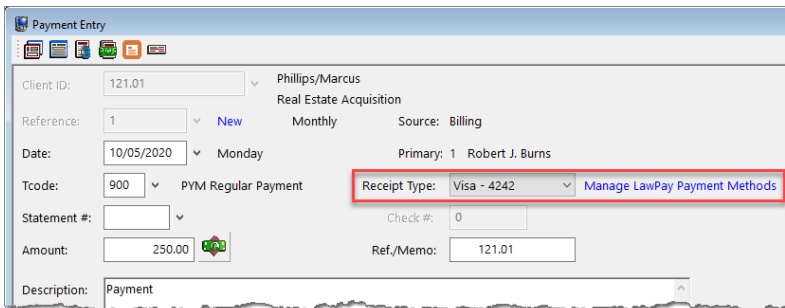 Payment Entry
Client ID: 121.01 Phillips/Marcus
Real Estate Acquisition
Reference: 1 New Monthly Source: Billing
Date: 10/05/2020 Monday Primary: 1 Robert J. Burns
Tcode: 900 PYM Regular Payment Receipt Type: Visa - 4242 Manage LawPay Payment Methods
Statement #: Check #: 0
Amount: 250.00 Ref./Memo: 121.01
Description: Payment